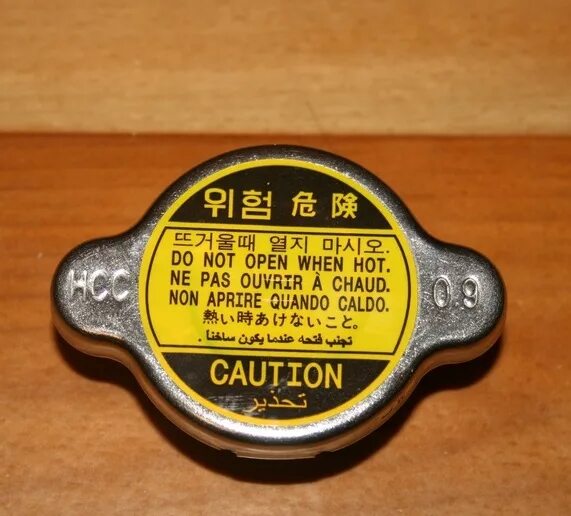 위험 危険
뜨거울때 열지 마시오.
DO NOT OPEN WHEN HOT.
NE PAS OUVRIR À CHAUD.
NON APRIRE QUANDO CALDO.
熱い時あけないこと。
تجنب فتحه عندما يكون ساخنا .
HCC
0.9
CAUTION
تحذير